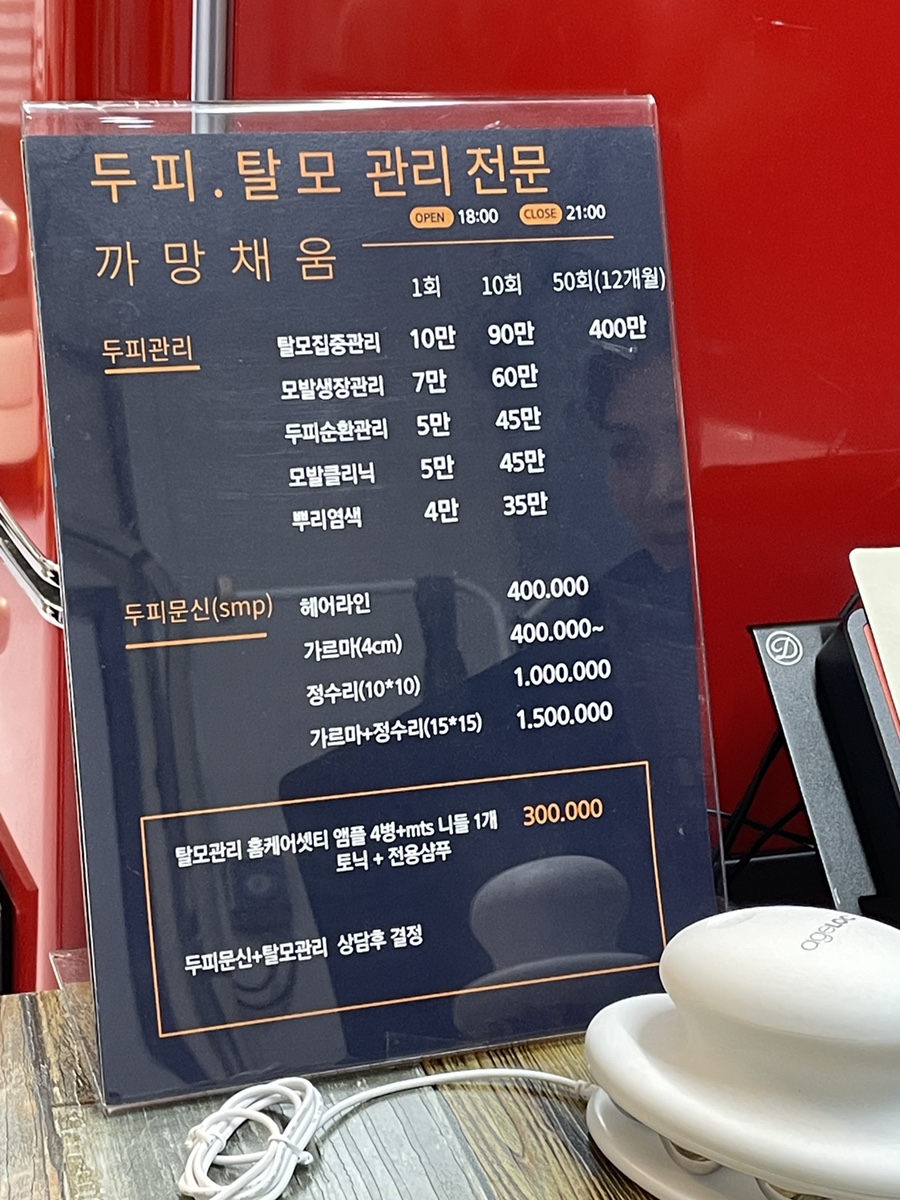 두피.탈모 관리 전문
OPEN 18:00 CLOSE 21:00
까망채움
1회 10회 50회(12개월)
두피관리 탈모집중관리 10만 90만 400만
모발생장관리 7만 60만
두피순환관리 5만 45만
모발클리닉 5만 45만
뿌리염색 4만 35만
두피문신(smp) 헤어라인 400.000
가르마(4cm) 400.000~
정수리(10*10) 1.000.000
가르마+정수리(15*15) 1.500.000
탈모관리 홈케어셋티 앰플 4병+mts 니들 1개 300.000
토닉 + 전용샴푸
두피문신+탈모관리 상담후 결정
D